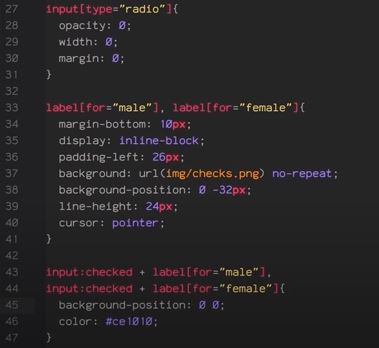 27 input[type="radio"]{
28 opacity: 0;
29 width: 0;
30 margin: 0;
31 }
32
33 label[for="male"], label[for="female"]{
34 margin-bottom: 10px;
35 display: inline-block;
36 padding-left: 26px;
37 background: url(img/checks.png) no-repeat;
38 background-position: 0 -32px;
39 line-height: 24px;
40 cursor: pointer;
41 }
42
43 input:checked + label[for="male"],
44 input:checked + label[for="female"]{
45 background-position: 0 0;
46 color: #ce1010;
47 }